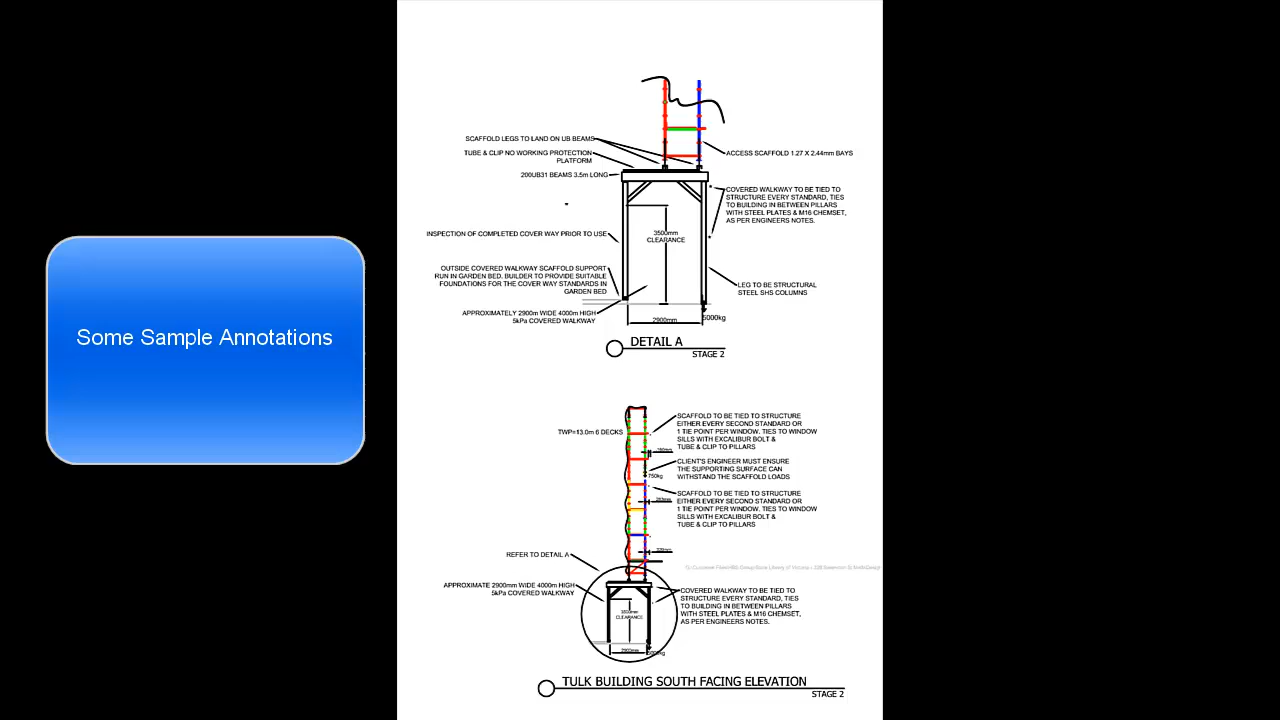 Some Sample Annotations
SCAFFOLD LEGS TO LAND ON UB BEAMS
TUBE & CLIP NO WORKING PROTECTION
PLATFORM
200UB31 BEAMS 3.5m LONG
INSPECTION OF COMPLETED COVER WAY PRIOR TO USE
OUTSIDE COVERED WALKWAY SCAFFOLD SUPPORT
RUN IN GARDEN BED. BUILDER TO PROVIDE SUITABLE
FOUNDATIONS FOR THE COVER WAY STANDARDS IN
GARDEN BED
APPROXIMATELY 2900m WIDE 4000m HIGH
5kPa COVERED WALKWAY
ACCESS SCAFFOLD 1.27 X 2.44mm BAYS
COVERED WALKWAY TO BE TIED TO
STRUCTURE EVERY STANDARD, TIES
TO BUILDING IN BETWEEN PILLARS
WITH STEEL PLATES & M16 CHEMSET,
AS PER ENGINEERS NOTES.
3500mm
CLEARANCE
LEG TO BE STRUCTURAL
STEEL SHS COLUMNS
2900mm
5000kg
DETAIL A
STAGE 2
TWP=13.0m 6 DECKS
SCAFFOLD TO BE TIED TO STRUCTURE
EITHER EVERY SECOND STANDARD OR
1 TIE POINT PER WINDOW. TIES TO WINDOW
SILLS WITH EXCALIBUR BOLT &
TUBE & CLIP TO PILLARS
CLIENT'S ENGINEER MUST ENSURE
THE SUPPORTING SURFACE CAN
WITHSTAND THE SCAFFOLD LOADS
750kg
SCAFFOLD TO BE TIED TO STRUCTURE
EITHER EVERY SECOND STANDARD OR
1 TIE POINT PER WINDOW. TIES TO WINDOW
SILLS WITH EXCALIBUR BOLT &
TUBE & CLIP TO PILLARS
REFER TO DETAIL A
APPROXIMATE 2900mm WIDE 4000m HIGH
5kPa COVERED WALKWAY
COVERED WALKWAY TO BE TIED TO
STRUCTURE EVERY STANDARD, TIES
TO BUILDING IN BETWEEN PILLARS
WITH STEEL PLATES & M16 CHEMSET,
AS PER ENGINEERS NOTES.
3500mm
CLEARANCE
2900mm
TULK BUILDING SOUTH FACING ELEVATION
STAGE 2